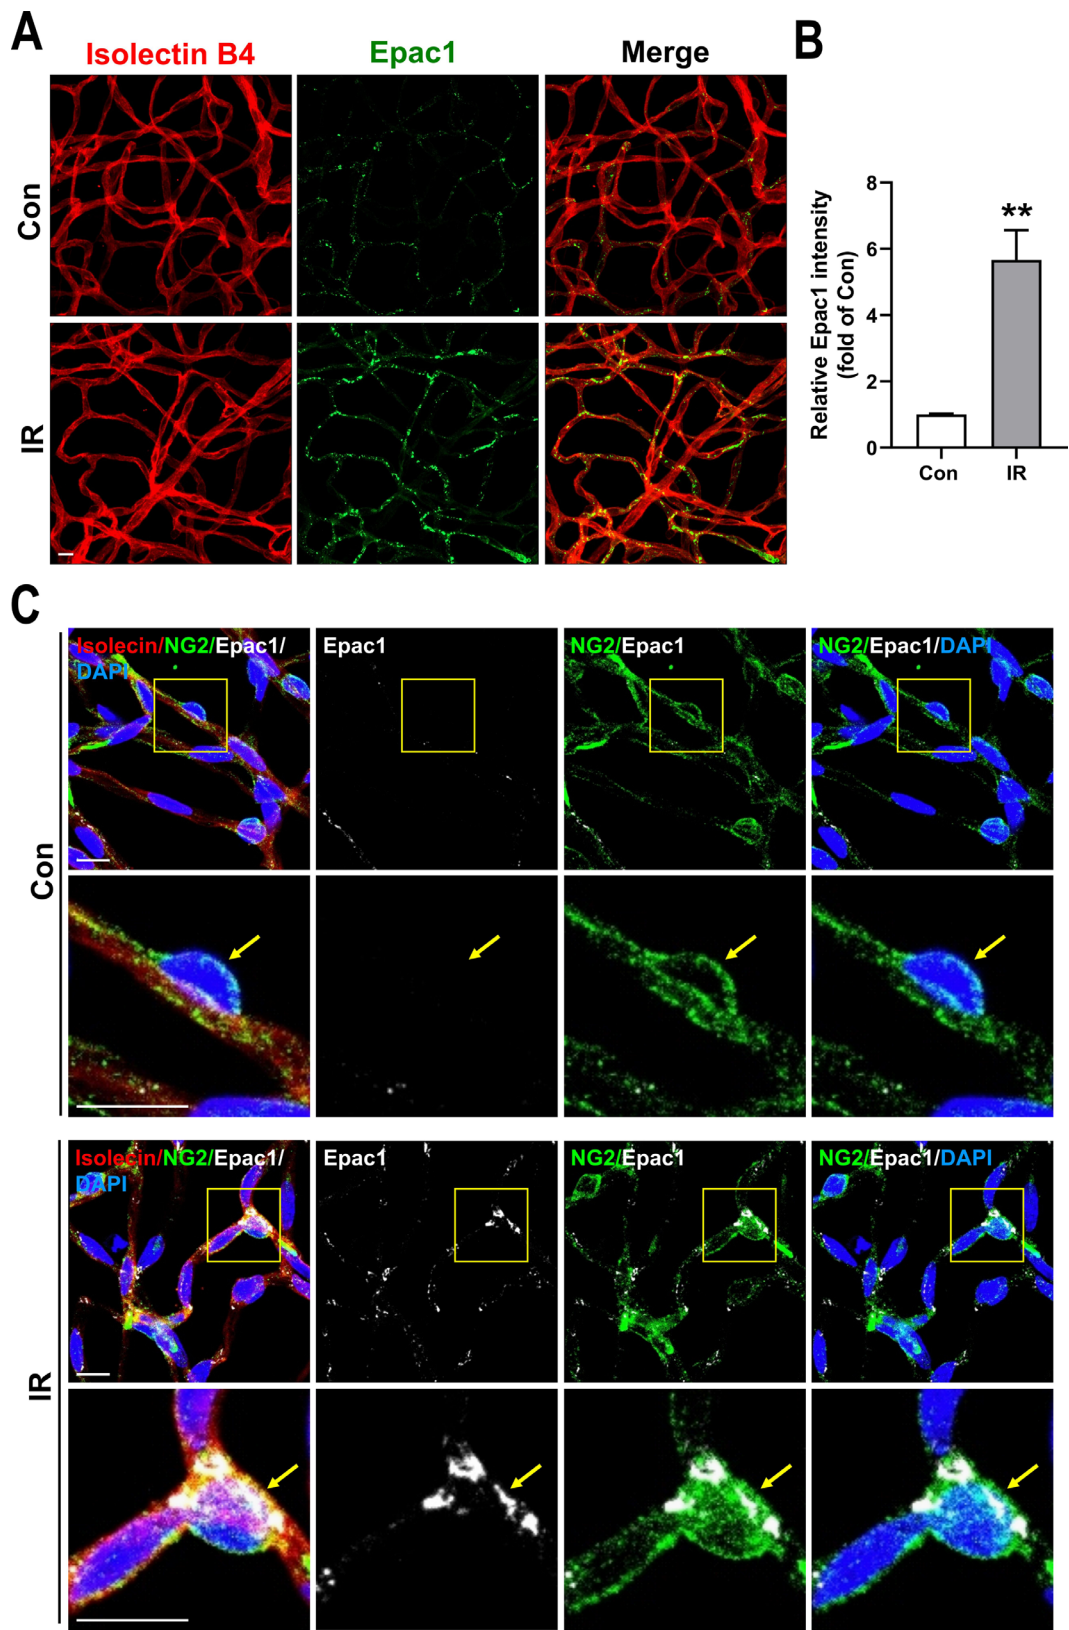 A
Isolectin B4
Epac1
Merge
Con
IR
B
Relative Epac1 intensity
(fold of Con)
8
6
4
2
0
**
Con
IR
C
Con
Isolecin/NG2/Epac1/
DAPI
Epac1
NG2/Epac1
NG2/Epac1/DAPI
IR
Isolecin/NG2/Epac1/
DAPI
Epac1
NG2/Epac1
NG2/Epac1/DAPI